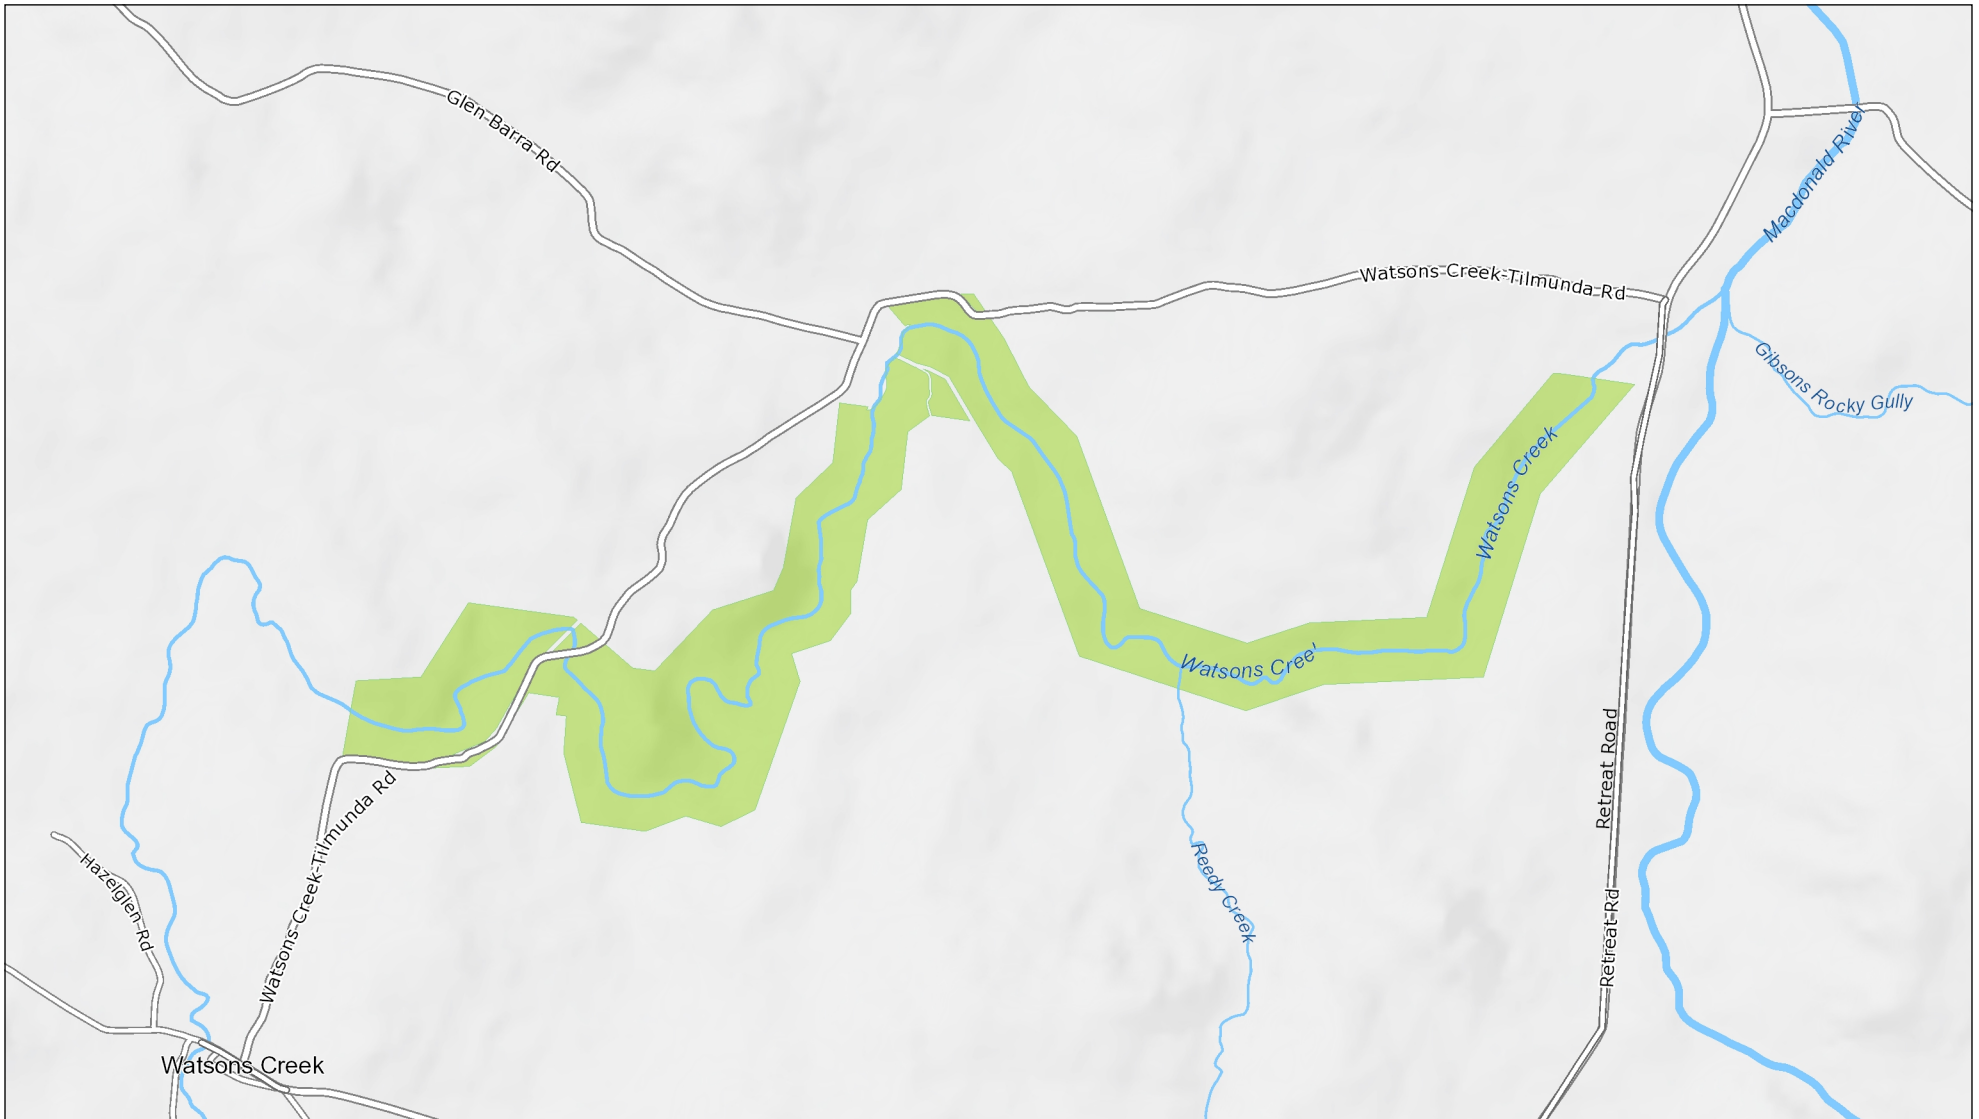 Glen Barra Rd
Macdonald River
Watsons Creek-Tilmunda Rd
Gibsons Rocky Gully
Watsons Creek
Watsons Cree'
Retreat Road
Watsons-Creek-Tilmunda Rd
Hazelglen-Rd
Reedy Creek
Retreat-Rd
Watsons Creek